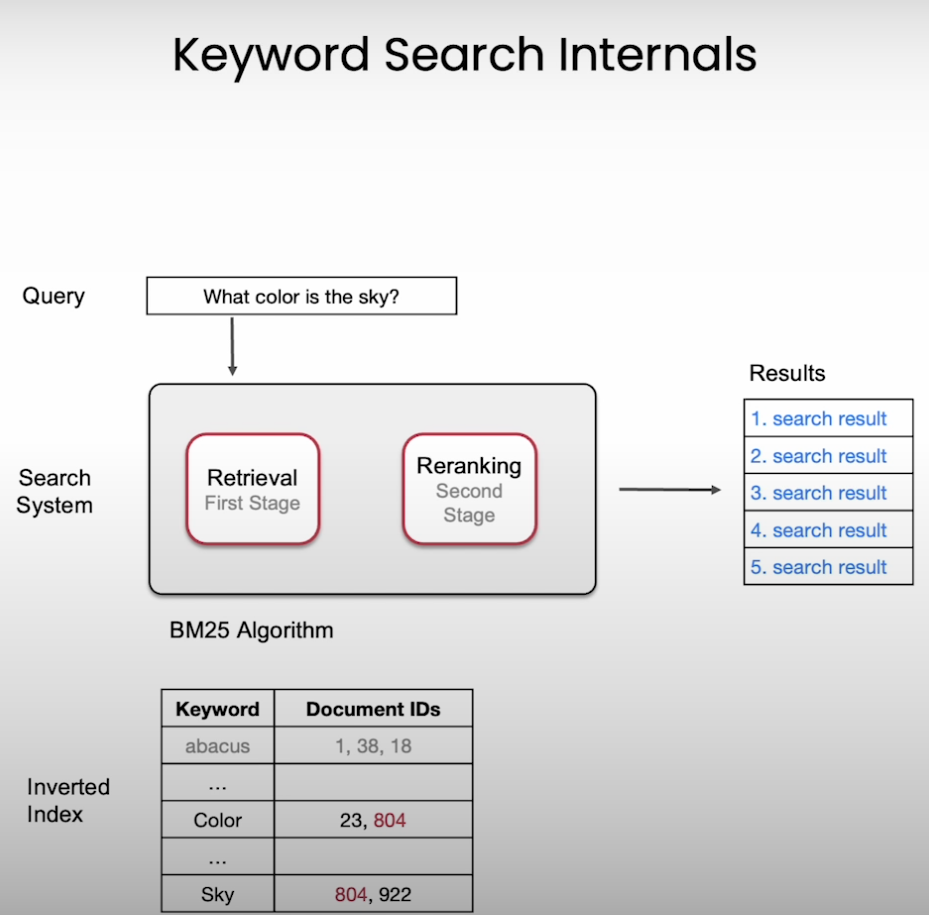 Keyword Search Internals
Query
What color is the sky?
Results
1. search result
2. search result
3. search result
4. search result
5. search result
Search
System
Retrieval
First Stage
Reranking
Second
Stage
BM25 Algorithm
Inverted
Index
Keyword Document IDs
abacus 1, 38, 18
...
Color 23, 804
...
Sky 804, 922